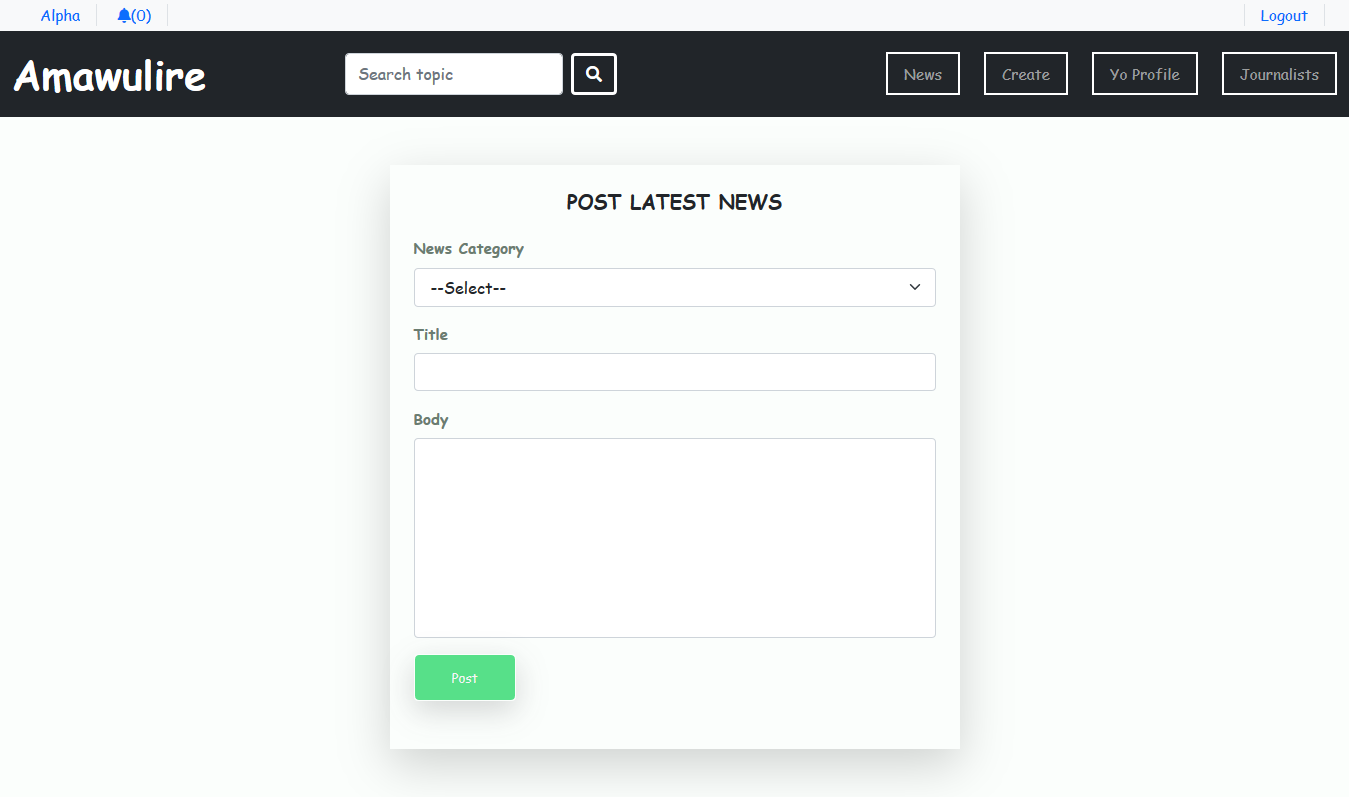 Alpha (0) Logout
Amawulire Search topic News Create Yo Profile Journalists
POST LATEST NEWS
News Category
--Select--
Title
Body
Post